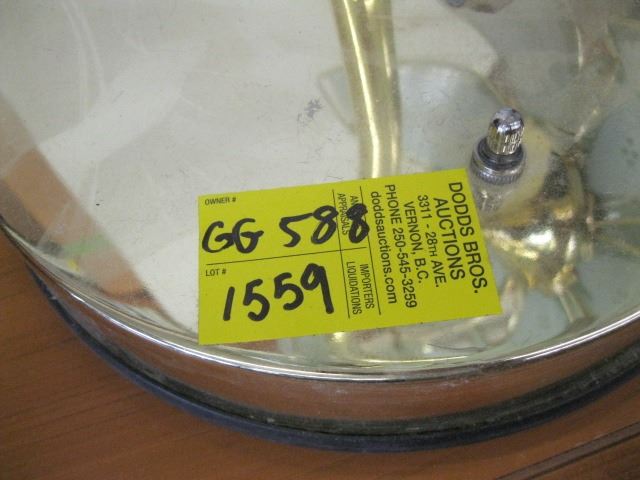 OWNER #
GG 588
LOT #
1559
AND
APPRAISALS
IMPORTERS
LIQUIDATIONS
DODDS BROS.
AUCTIONS
3311 - 28TH AVE.
VERNON, B.C.
PHONE 250-545-3259
doddsauctions.com